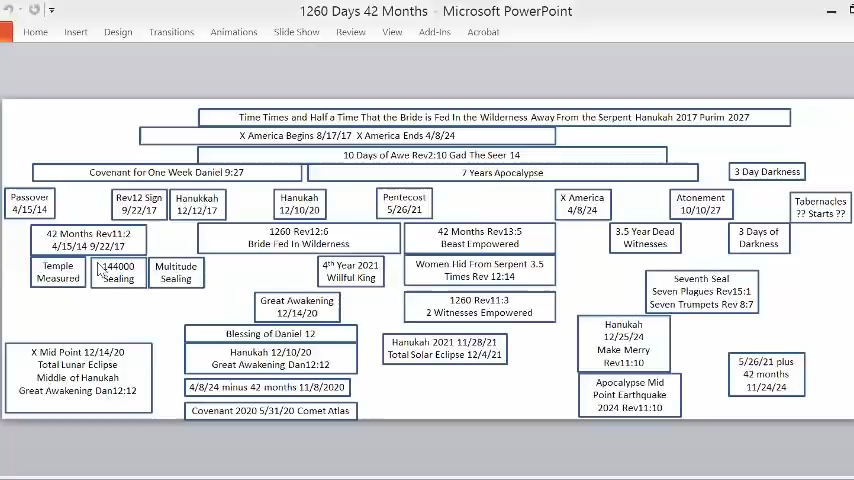 1260 Days 42 Months - Microsoft PowerPoint
Home Insert Design Transitions Animations Slide Show Review View Add-Ins Acrobat
Time Times and Half a Time That the Bride is Fed In the Wilderness Away From the Serpent Hanukah 2017 Purim 2027
X America Begins 8/17/17 X America Ends 4/8/24
10 Days of Awe Rev2:10 Gad The Seer 14
Covenant for One Week Daniel 9:27
7 Years Apocalypse
3 Day Darkness
Passover
4/15/14
Rev12 Sign
9/22/17
Hanukkah
12/12/17
Hanukah
12/10/20
Pentecost
5/26/21
X America
4/8/24
Atonement
10/10/27
Tabernacles
?? Starts ??
42 Months Rev11:2
4/15/14 9/22/17
1260 Rev12:6
Bride Fed In Wilderness
42 Months Rev13:5
Beast Empowered
3.5 Year Dead
Witnesses
3 Days of
Darkness
Temple
Measured
144000
Sealing
Multitude
Sealing
4th Year 2021
Willful King
Women Hid From Serpent 3.5
Times Rev 12:14
Seventh Seal
Seven Plagues Rev15:1
Seven Trumpets Rev 8:7
Great Awakening
12/14/20
1260 Rev11:3
2 Witnesses Empowered
Blessing of Daniel 12
Hanukah 12/10/20
Great Awakening Dan12:12
Hanukah 2021 11/28/21
Total Solar Eclipse 12/4/21
Hanukah
12/25/24
Make Merry
Rev11:10
X Mid Point 12/14/20
Total Lunar Eclipse
Middle of Hanukah
Great Awakening Dan12:12
4/8/24 minus 42 months 11/8/2020
Covenant 2020 5/31/20 Comet Atlas
Apocalypse Mid
Point Earthquake
2024 Rev11:10
5/26/21 plus
42 months
11/24/24